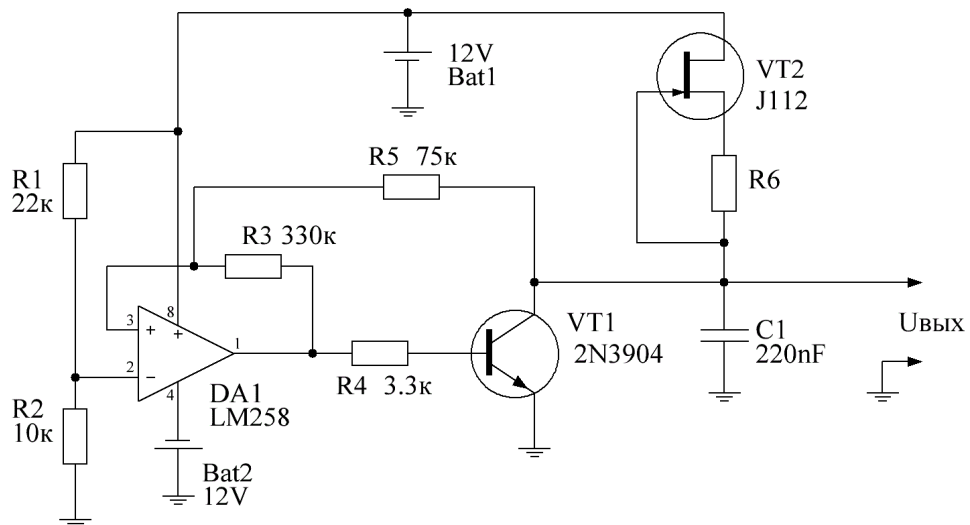 12V
Bat1
VT2
J112
R5 75к
R1
22к
R6
R3 330к
8
3
+
+
1
2
−
4
VT1
2N3904
C1
220nF
Uвых
DA1
LM258
R4 3.3к
R2
10к
Bat2
12V